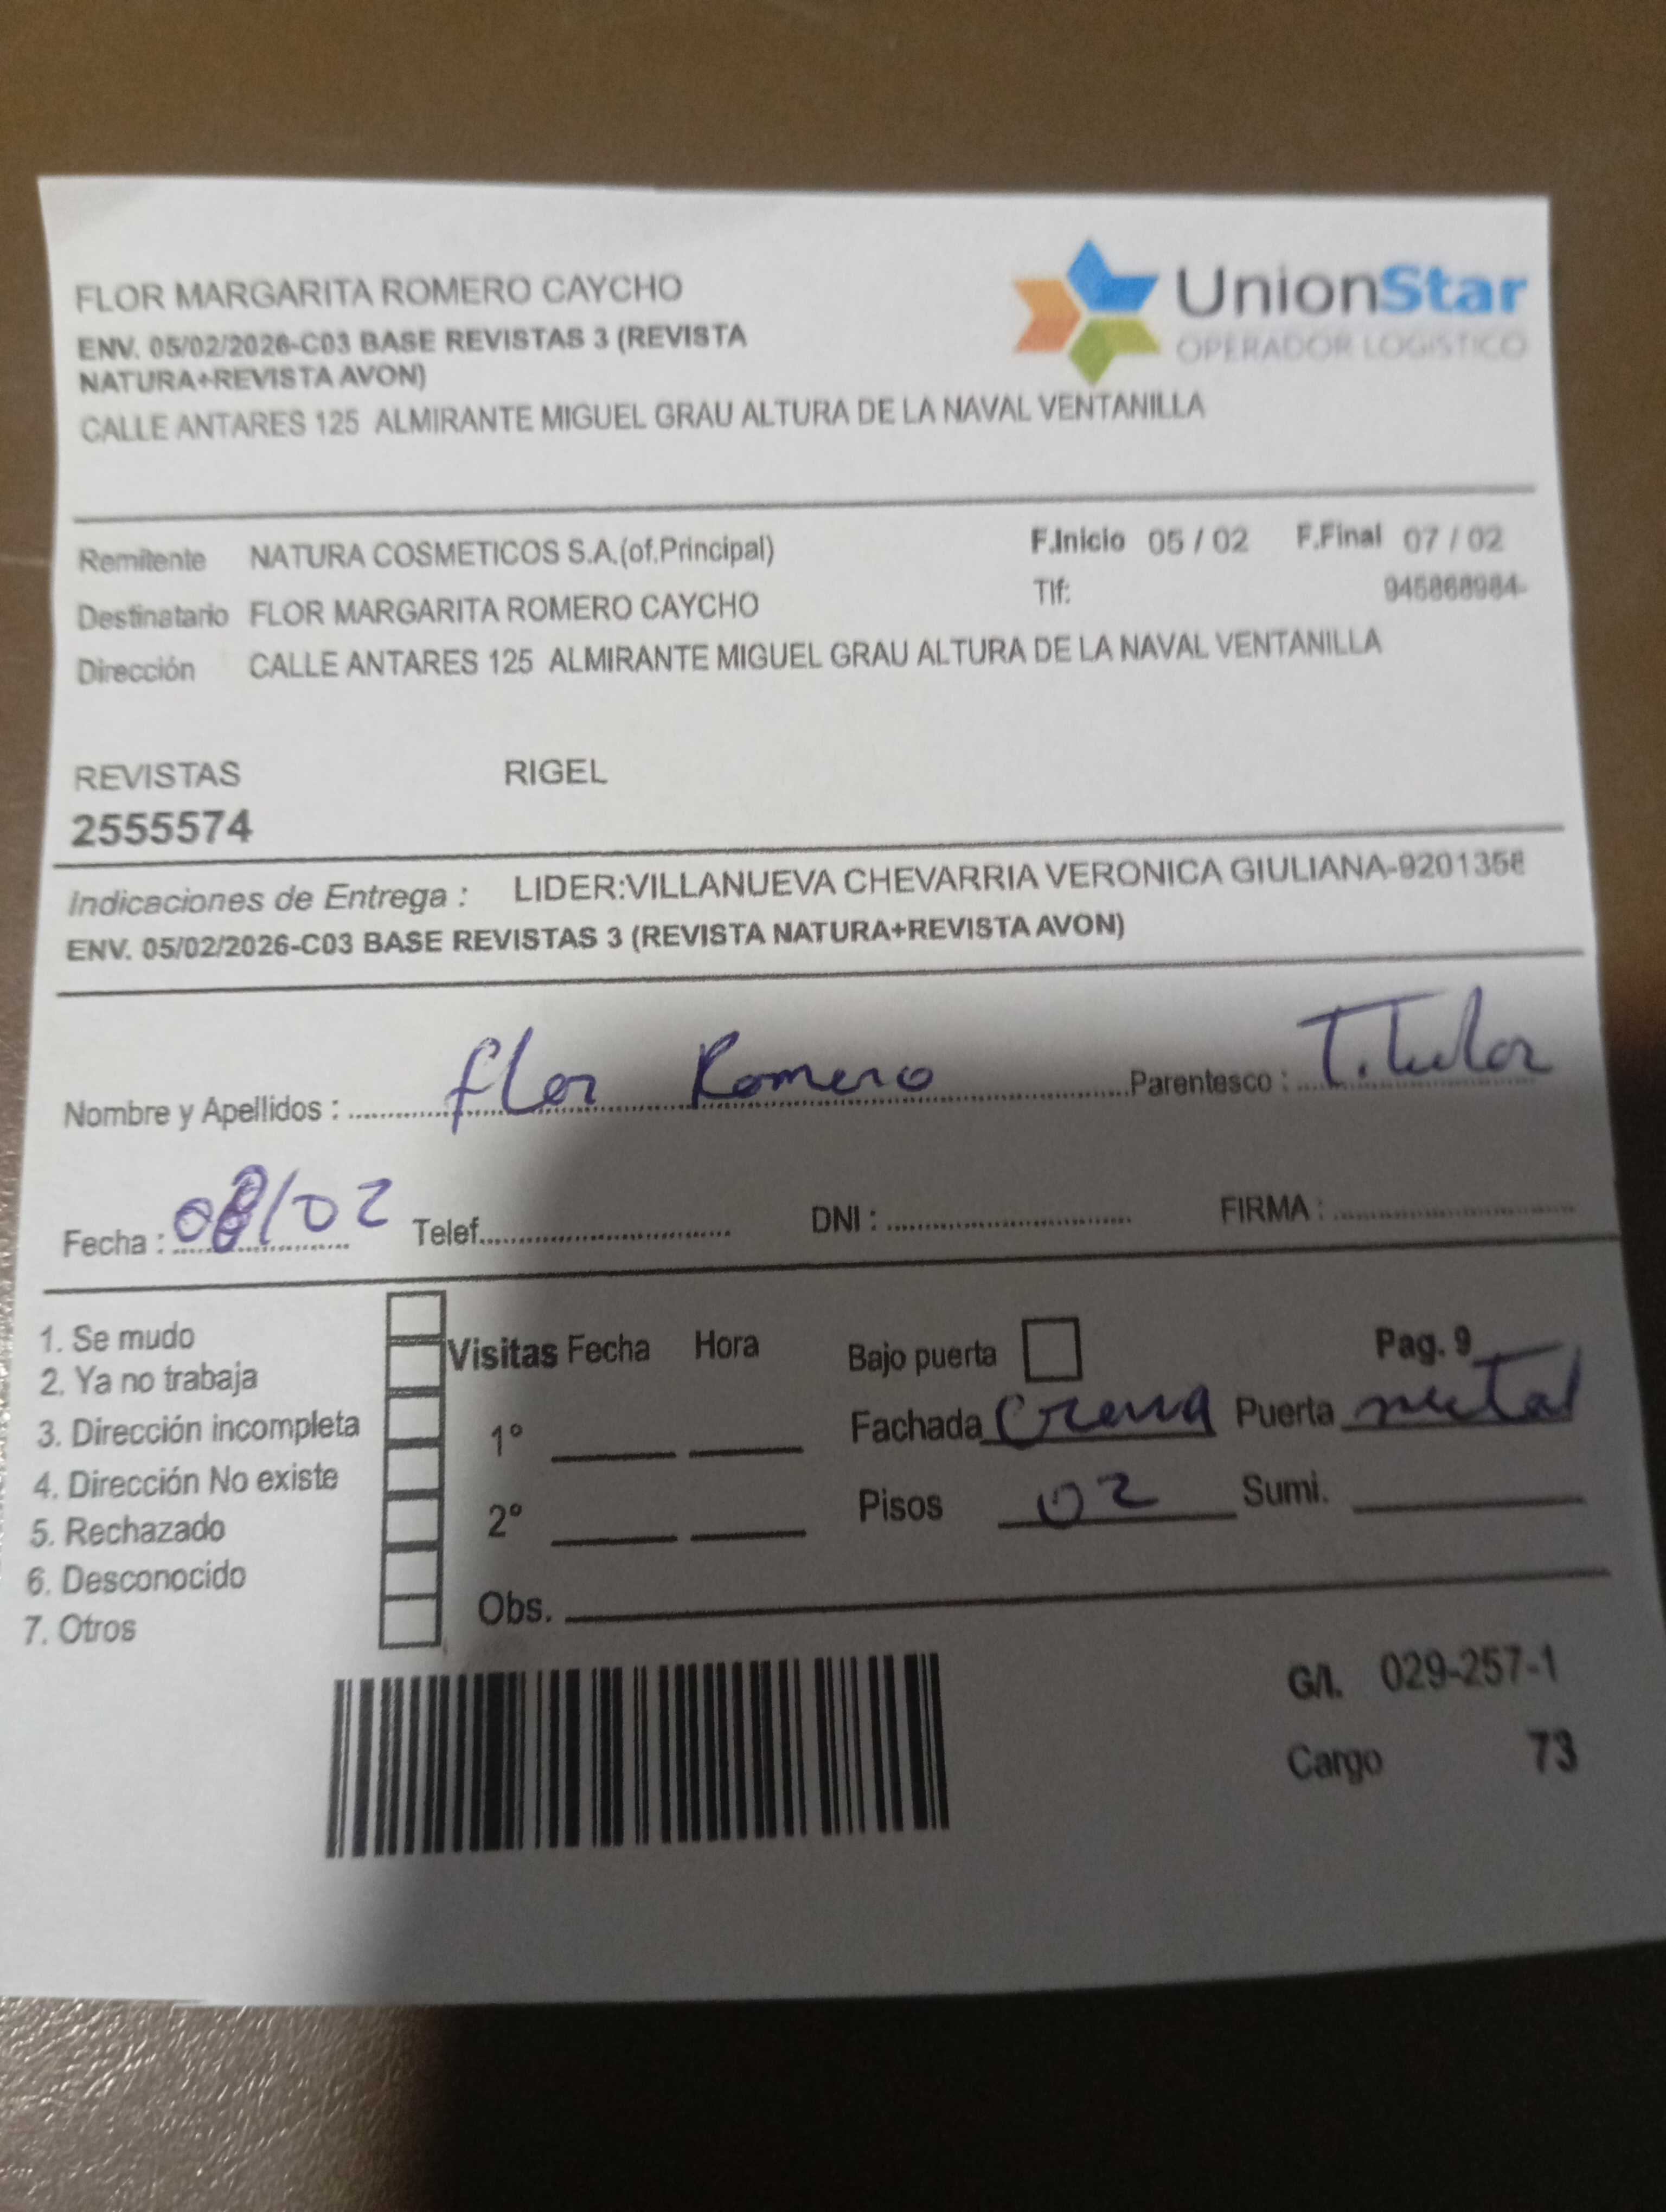 FLOR MARGARITA ROMERO CAYCHO
UnionStar
OPERADOR LOGISTICO
ENV. 05/02/2026-C03 BASE REVISTAS 3 (REVISTA
NATURA+REVISTA AVON)
CALLE ANTARES 125 ALMIRANTE MIGUEL GRAU ALTURA DE LA NAVAL VENTANILLA
Remitente NATURA COSMETICOS S.A.(of.Principal) F.Inicio 05 / 02 F.Final 07 / 02
Destinatario FLOR MARGARITA ROMERO CAYCHO Tlf: 945868984-
Dirección CALLE ANTARES 125 ALMIRANTE MIGUEL GRAU ALTURA DE LA NAVAL VENTANILLA
REVISTAS RIGEL
2555574
Indicaciones de Entrega : LIDER:VILLANUEVA CHEVARRIA VERONICA GIULIANA-9201358
ENV. 05/02/2026-C03 BASE REVISTAS 3 (REVISTA NATURA+REVISTA AVON)
Nombre y Apellidos : flor Romero Parentesco : Titular
Fecha : 08/02 Telef. DNI : FIRMA :
1. Se mudo
2. Ya no trabaja
3. Dirección incompleta
4. Dirección No existe
5. Rechazado
6. Desconocido
7. Otros
Visitas Fecha Hora
1°
2°
Obs.
Bajo puerta Pag. 9
Fachada Crema Puerta metal
Pisos 02 Sumi.
G/I. 029-257-1
Cargo 73